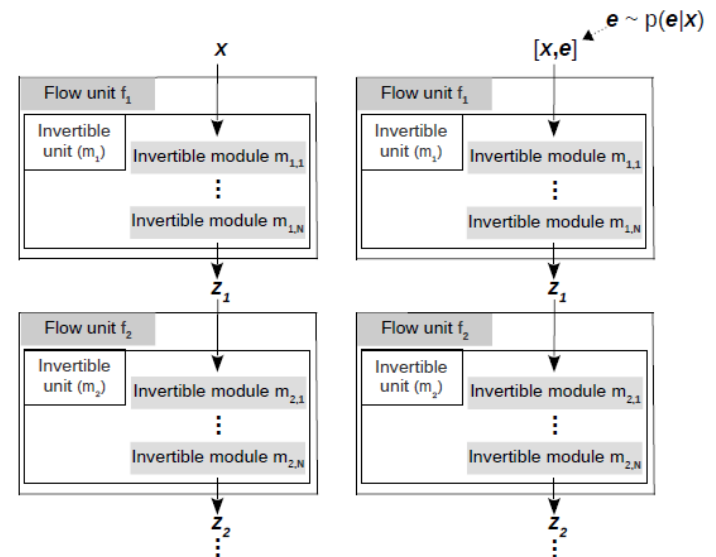 e ~ p(e|x)
x
[x,e]
Flow unit f₁
Invertible
unit (m₁)
Invertible module m₁,₁
⋮
Invertible module m₁,N
z₁
Flow unit f₂
Invertible
unit (m₂)
Invertible module m₂,₁
⋮
Invertible module m₂,N
z₂
⋮
Flow unit f₁
Invertible
unit (m₁)
Invertible module m₁,₁
⋮
Invertible module m₁,N
z₁
Flow unit f₂
Invertible
unit (m₂)
Invertible module m₂,₁
⋮
Invertible module m₂,N
z₂
⋮